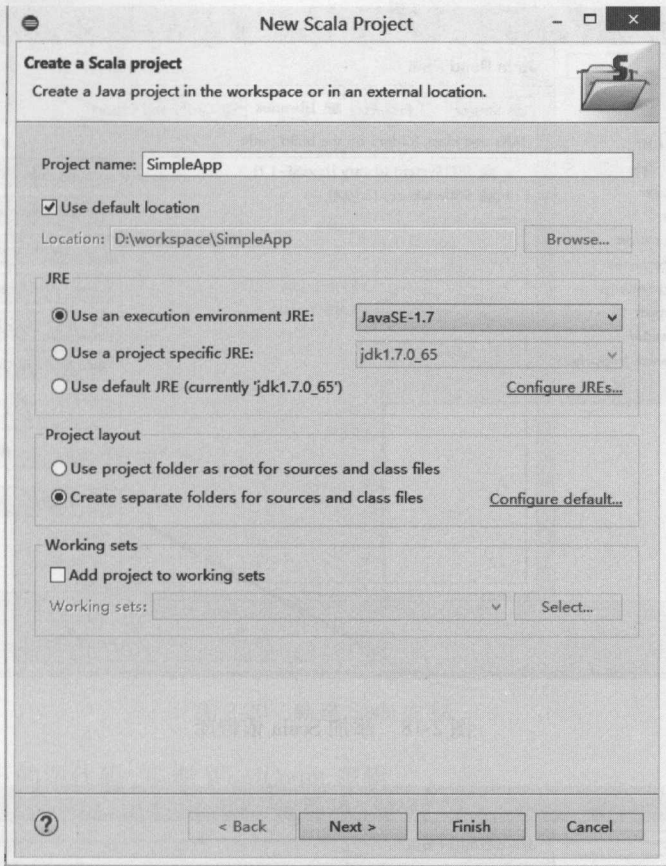 New Scala Project
Create a Scala project
Create a Java project in the workspace or in an external location.
Project name: SimpleApp
Use default location
Location: D:\workspace\SimpleApp Browse...
JRE
Use an execution environment JRE: JavaSE-1.7
Use a project specific JRE: jdk1.7.0_65
Use default JRE (currently 'jdk1.7.0_65') Configure JREs...
Project layout
Use project folder as root for sources and class files
Create separate folders for sources and class files Configure default...
Working sets
Add project to working sets
Working sets: Select...
< Back Next > Finish Cancel